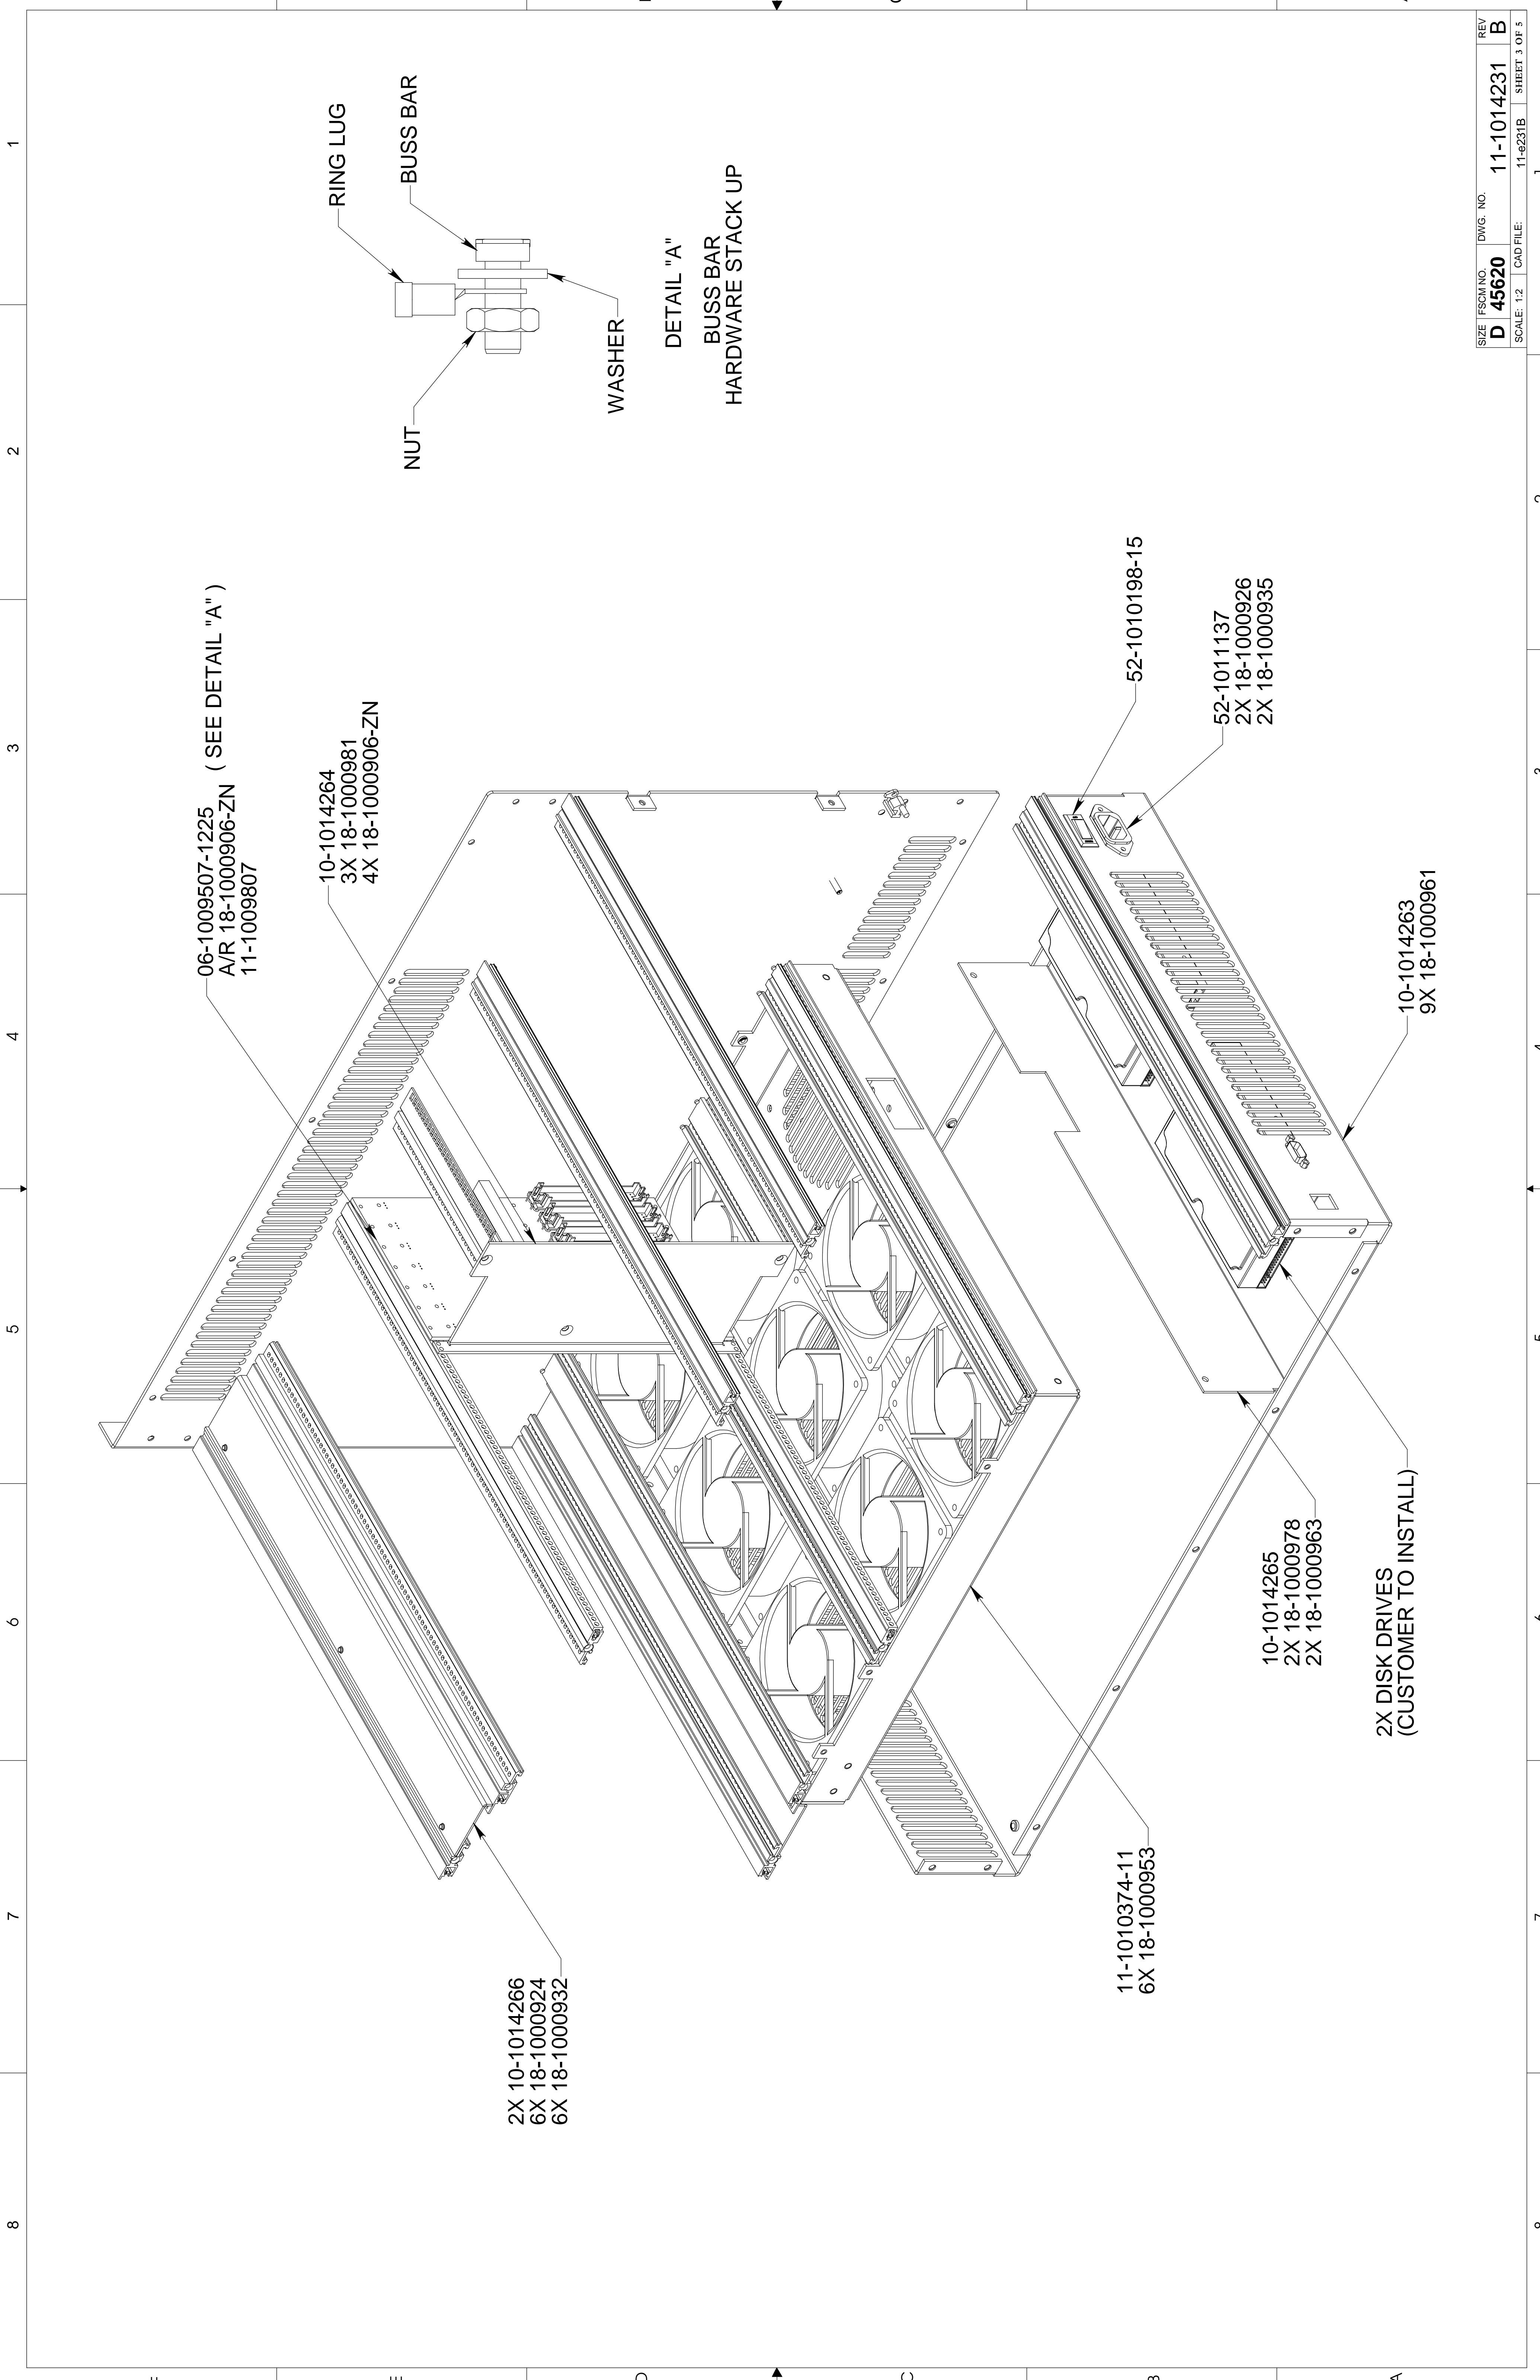 06-1009507-1225
A/R 18-1000906-ZN ( SEE DETAIL "A" )
11-1009807
10-1014264
3X 18-1000981
4X 18-1000906-ZN
RING LUG
BUSS BAR
NUT
WASHER
DETAIL "A"
BUSS BAR
HARDWARE STACK UP
2X 10-1014266
6X 18-1000924
6X 18-1000932
52-1010198-15
52-1011137
2X 18-1000926
2X 18-1000935
11-1010374-11
6X 18-1000953
10-1014265
2X 18-1000978
2X 18-1000963
2X DISK DRIVES
(CUSTOMER TO INSTALL)
10-1014263
9X 18-1000961
8 7 6 5 4 3 2 1
SIZE FSCM NO. DWG. NO. REV
D 45620 11-1014231 B
SCALE: 1:2 CAD FILE: 11-e231B SHEET 3 OF 5